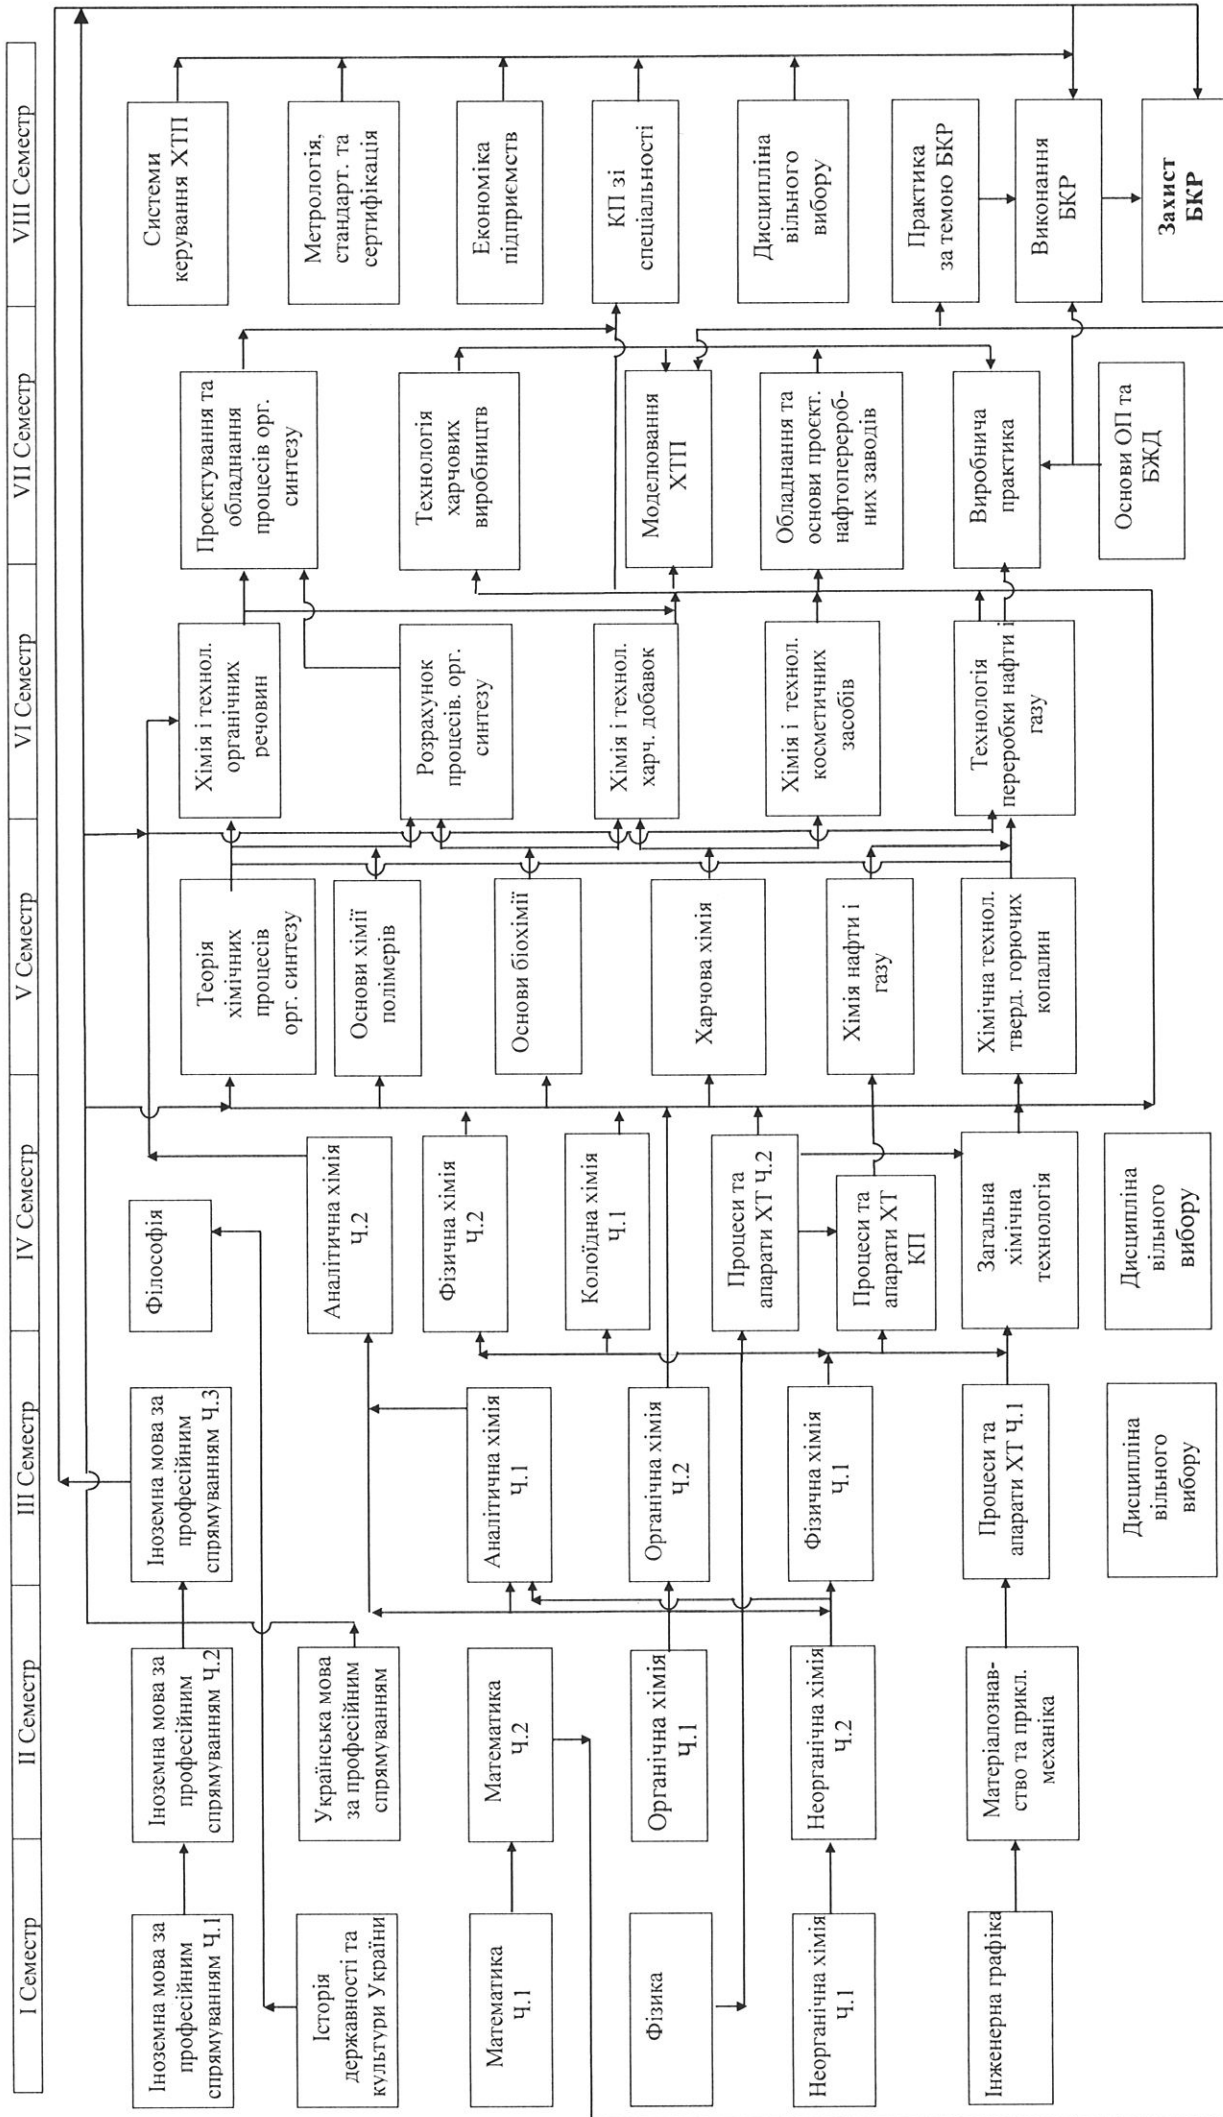 I Семестр
II Семестр
III Семестр
IV Семестр
V Семестр
VI Семестр
VII Семестр
VIII Семестр
Іноземна мова за
професійним
спрямуванням Ч.1
Історія
державності та
культури України
Математика
Ч.1
Фізика
Неорганічна хімія
Ч.1
Інженерна графіка
Іноземна мова за
професійним
спрямуванням Ч.2
Українська мова
за професійним
спрямуванням
Математика
Ч.2
Органічна хімія
Ч.1
Неорганічна хімія
Ч.2
Матеріалознав-
ство та прикл.
механіка
Іноземна мова за
професійним
спрямуванням Ч.3
Аналітична хімія
Ч.1
Органічна хімія
Ч.2
Фізична хімія
Ч.1
Процеси та
апарати ХТ Ч.1
Дисципліна
вільного
вибору
Філософія
Аналітична хімія
Ч.2
Фізична хімія
Ч.2
Колоїдна хімія
Ч.1
Процеси та
апарати ХТ Ч.2
Процеси та
апарати ХТ
КП
Загальна
хімічна
технологія
Дисципліна
вільного
вибору
Теорія
хімічних
процесів
орг. синтезу
Основи хімії
полімерів
Основи біохімії
Харчова хімія
Хімія нафти і
газу
Хімічна технол.
тверд. горючих
копалин
Хімія і технол.
органічних
речовин
Розрахунок
процесів. орг.
синтезу
Хімія і технол.
харч. добавок
Хімія і технол.
косметичних
засобів
Технологія
переробки нафти і
газу
Проєктування та
обладнання
процесів орг.
синтезу
Технологія
харчових
виробництв
Моделювання
ХТП
Обладнання та
основи проєкт.
нафтоперероб-
них заводів
Виробнича
практика
Основи ОП та
БЖД
Системи
керування ХТП
Метрологія,
стандарт. та
сертифікація
Економіка
підприємств
КП зі
спеціальності
Дисципліна
вільного
вибору
Практика
за темою БКР
Виконання
БКР
Захист
БКР